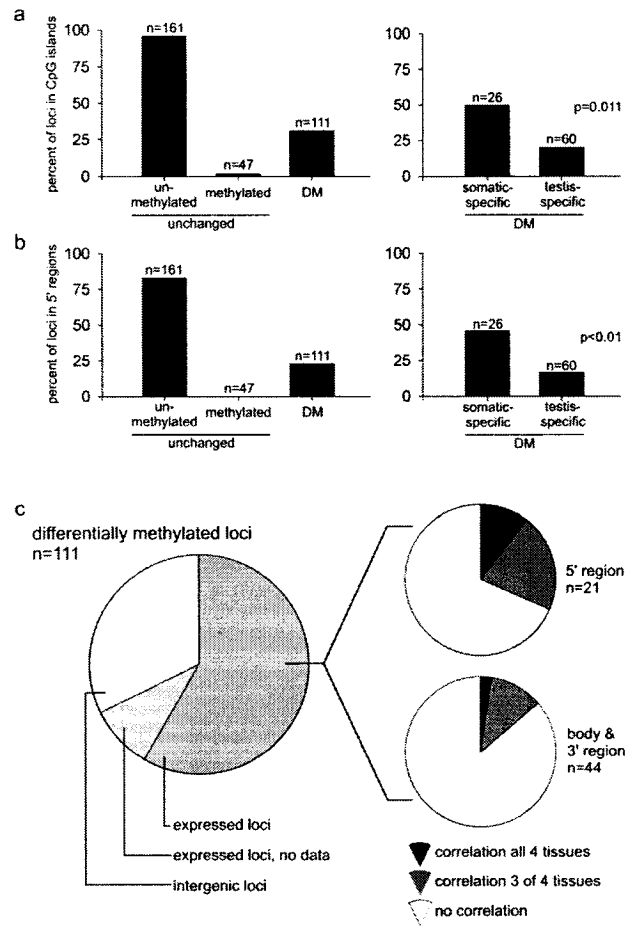 a
percent of loci in CpG islands
100
75
50
25
0
n=161
n=47
n=111
un-
methylated
methylated
DM
unchanged
100
75
50
25
0
n=26
n=60
p=0.011
somatic-
specific
testis-
specific
DM
b
percent of loci in 5' regions
100
75
50
25
0
n=161
n=47
n=111
un-
methylated
methylated
DM
unchanged
100
75
50
25
0
n=26
n=60
p<0.01
somatic-
specific
testis-
specific
DM
c
differentially methylated loci
n=111
5' region
n=21
body &
3' region
n=44
expressed loci
expressed loci, no data
intergenic loci
correlation all 4 tissues
correlation 3 of 4 tissues
no correlation